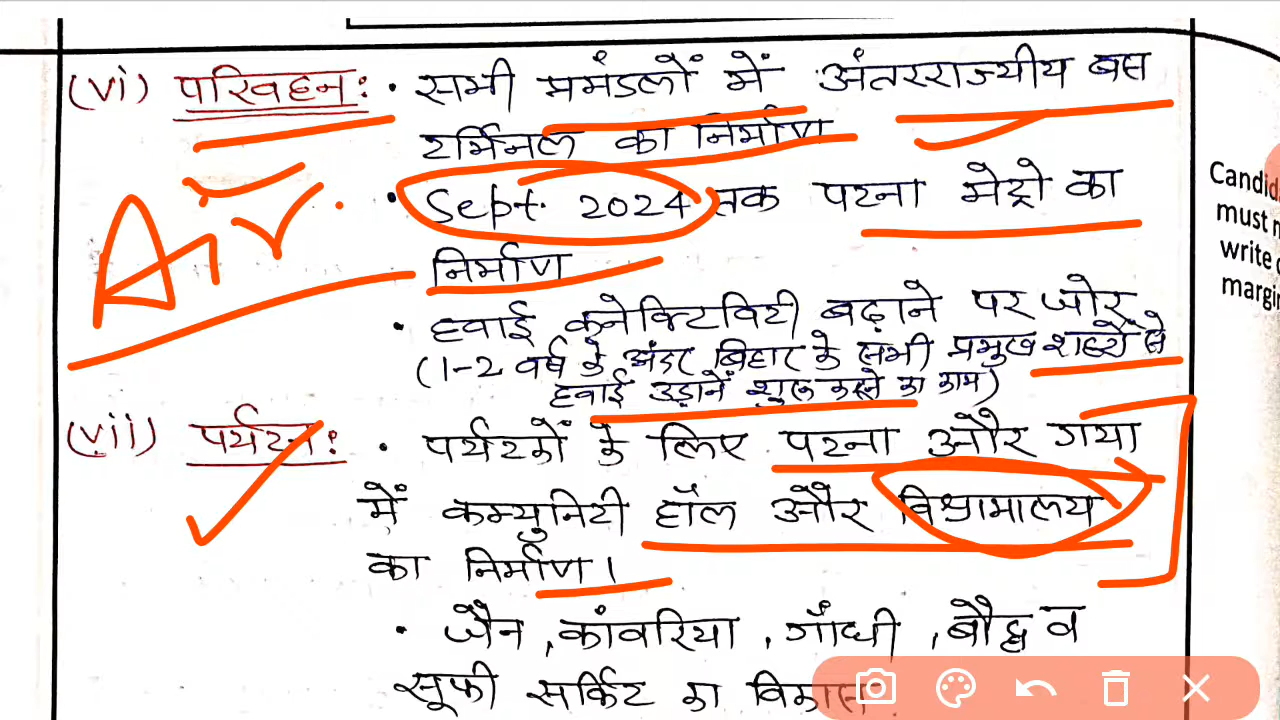 (vi) परिवहन: • सभी प्रमंडलों में अंतरराज्यीय बस
टर्मिनल का निर्माण
• Sept. 2024 तक पटना मेट्रो का
निर्माण
• हवाई कनेक्टिविटी बढ़ाने पर जोर
(1-2 वर्ष के अंदर बिहार के सभी प्रमुख शहरों से
हवाई उड़ानें शुरू करने का काम)
(vii) पर्यटन: • पर्यटकों के लिए पटना और गया
में कम्युनिटी हॉल और विश्रामालय
का निर्माण।
• जैन, कांवरिया, गाँधी, बौद्ध व
सूफी सर्किट का विकास
Air
must
write